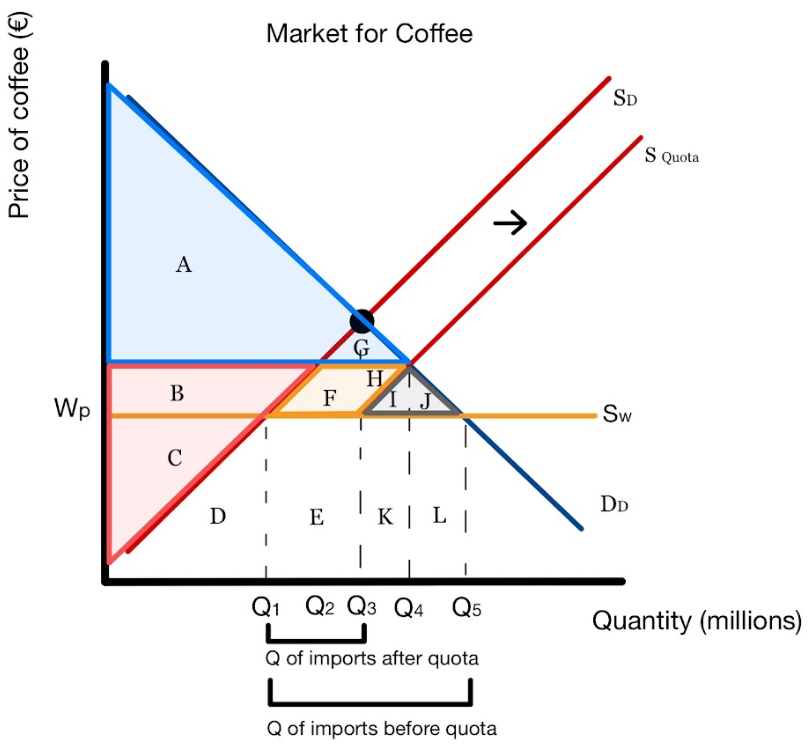 Market for Coffee
Price of coffee (€)
SD
S Quota
A
G
B
H
F
I
J
Wp
Sw
C
D
E
K
L
DD
Q1 Q2 Q3 Q4 Q5
Quantity (millions)
Q of imports after quota
Q of imports before quota